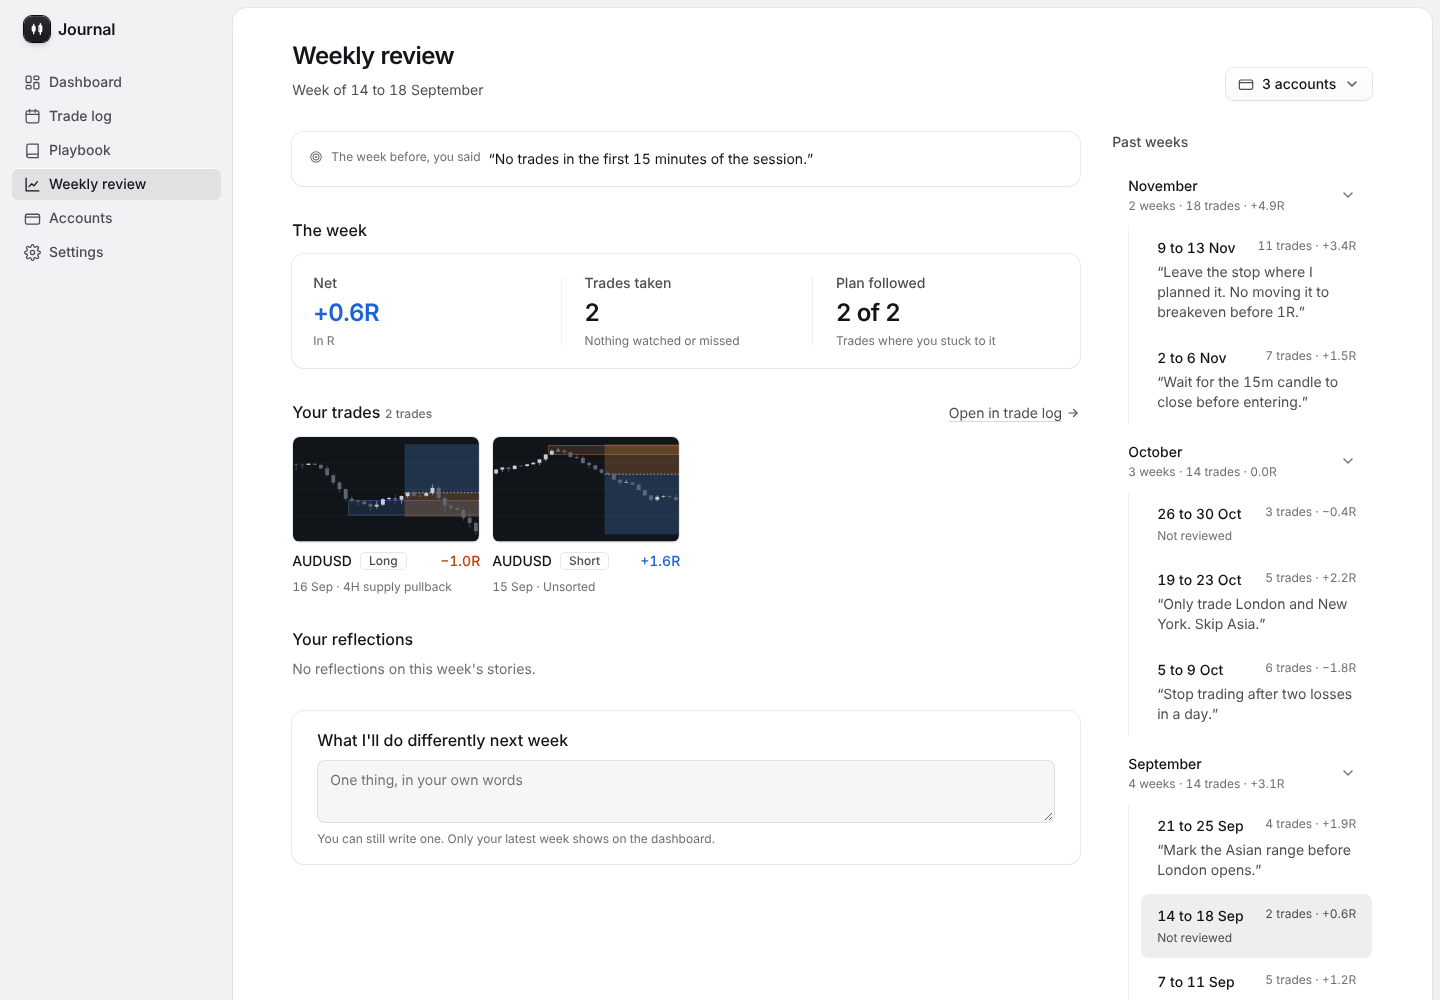 Journal
Dashboard
Trade log
Playbook
Weekly review
Accounts
Settings
Weekly review
Week of 14 to 18 September
3 accounts
The week before, you said “No trades in the first 15 minutes of the session.”
The week
Net
+0.6R
In R
Trades taken
2
Nothing watched or missed
Plan followed
2 of 2
Trades where you stuck to it
Your trades 2 trades
Open in trade log →
AUDUSD Long −1.0R
16 Sep · 4H supply pullback
AUDUSD Short +1.6R
15 Sep · Unsorted
Your reflections
No reflections on this week's stories.
What I'll do differently next week
One thing, in your own words
You can still write one. Only your latest week shows on the dashboard.
Past weeks
November
2 weeks · 18 trades · +4.9R
9 to 13 Nov 11 trades · +3.4R
“Leave the stop where I
planned it. No moving it to
breakeven before 1R.”
2 to 6 Nov 7 trades · +1.5R
“Wait for the 15m candle to
close before entering.”
October
3 weeks · 14 trades · 0.0R
26 to 30 Oct 3 trades · −0.4R
Not reviewed
19 to 23 Oct 5 trades · +2.2R
“Only trade London and New
York. Skip Asia.”
5 to 9 Oct 6 trades · −1.8R
“Stop trading after two losses
in a day.”
September
4 weeks · 14 trades · +3.1R
21 to 25 Sep 4 trades · +1.9R
“Mark the Asian range before
London opens.”
14 to 18 Sep 2 trades · +0.6R
Not reviewed
7 to 11 Sep 5 trades · +1.2R